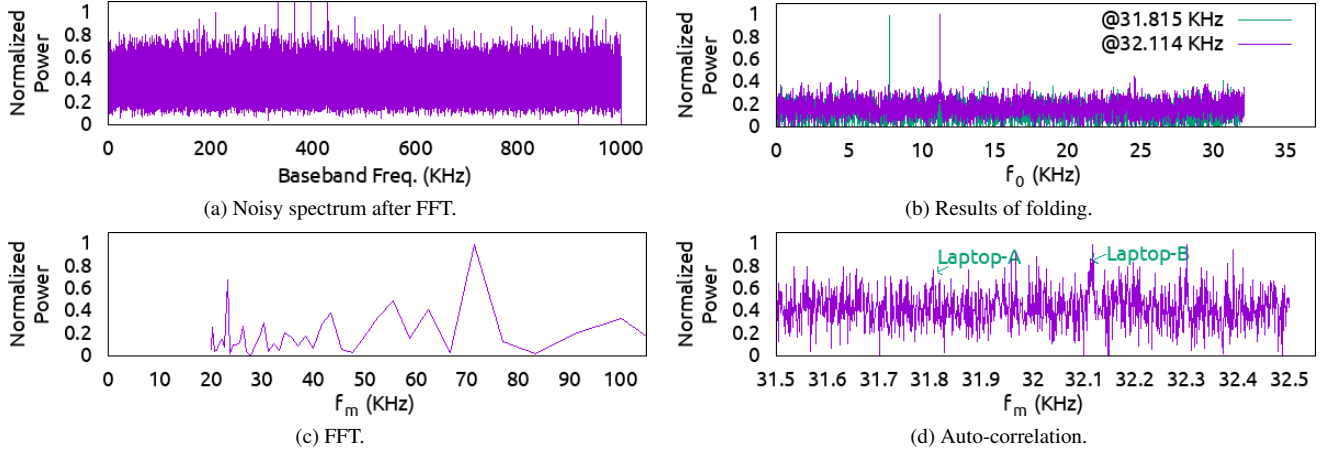 Normalized
Power
1
0.8
0.6
0.4
0.2
0
200
400
600
800
1000
Baseband Freq. (KHz)
(a) Noisy spectrum after FFT.
Normalized
Power
1
0.8
0.6
0.4
0.2
0
@31.815 KHz
@32.114 KHz
0 5 10 15 20 25 30 35
f0 (KHz)
(b) Results of folding.
Normalized
Power
1
0.8
0.6
0.4
0.2
0
0 10 20 30 40 50 60 70 80 90 100
fm (KHz)
(c) FFT.
Normalized
Power
1
0.8
0.6
0.4
0.2
0
Laptop-A
Laptop-B
31.5 31.6 31.7 31.8 31.9 32 32.1 32.2 32.3 32.4 32.5
fm (KHz)
(d) Auto-correlation.